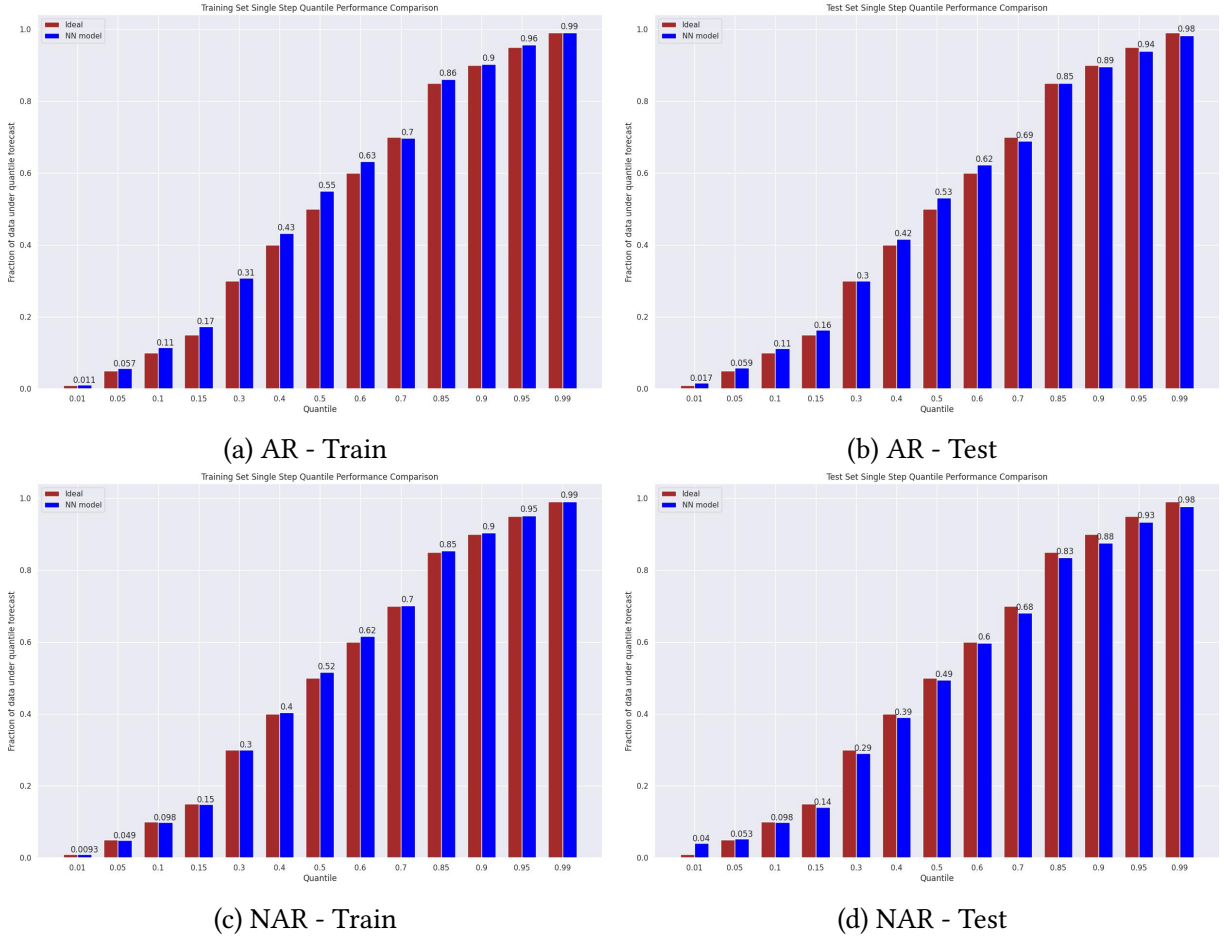 Training Set Single Step Quantile Performance Comparison
Ideal
NN model
Fraction of data under quantile forecast
1.0
0.8
0.6
0.4
0.2
0.0
0.011
0.057
0.11
0.17
0.31
0.43
0.55
0.63
0.7
0.86
0.9
0.96
0.99
0.01 0.05 0.1 0.15 0.3 0.4 0.5 0.6 0.7 0.85 0.9 0.95 0.99
Quantile
(a) AR - Train
Test Set Single Step Quantile Performance Comparison
Ideal
NN model
Fraction of data under quantile forecast
1.0
0.8
0.6
0.4
0.2
0.0
0.017
0.059
0.11
0.16
0.3
0.42
0.53
0.62
0.69
0.85
0.89
0.94
0.98
0.01 0.05 0.1 0.15 0.3 0.4 0.5 0.6 0.7 0.85 0.9 0.95 0.99
Quantile
(b) AR - Test
Training Set Single Step Quantile Performance Comparison
Ideal
NN model
Fraction of data under quantile forecast
1.0
0.8
0.6
0.4
0.2
0.0
0.0093
0.049
0.098
0.15
0.3
0.4
0.52
0.62
0.7
0.85
0.9
0.95
0.99
0.01 0.05 0.1 0.15 0.3 0.4 0.5 0.6 0.7 0.85 0.9 0.95 0.99
Quantile
(c) NAR - Train
Test Set Single Step Quantile Performance Comparison
Ideal
NN model
Fraction of data under quantile forecast
1.0
0.8
0.6
0.4
0.2
0.0
0.04
0.053
0.098
0.14
0.29
0.39
0.49
0.6
0.68
0.83
0.88
0.93
0.98
0.01 0.05 0.1 0.15 0.3 0.4 0.5 0.6 0.7 0.85 0.9 0.95 0.99
Quantile
(d) NAR - Test